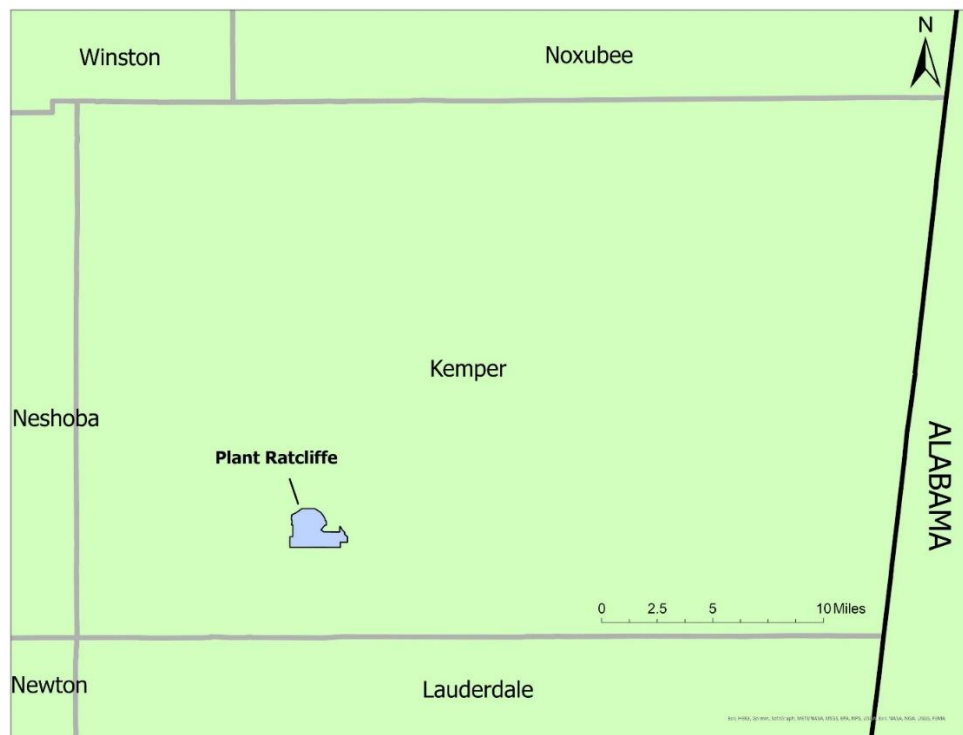 N
Winston
Noxubee
Kemper
Neshoba
Plant Ratcliffe
ALABAMA
0 2.5 5 10 Miles
Newton
Lauderdale